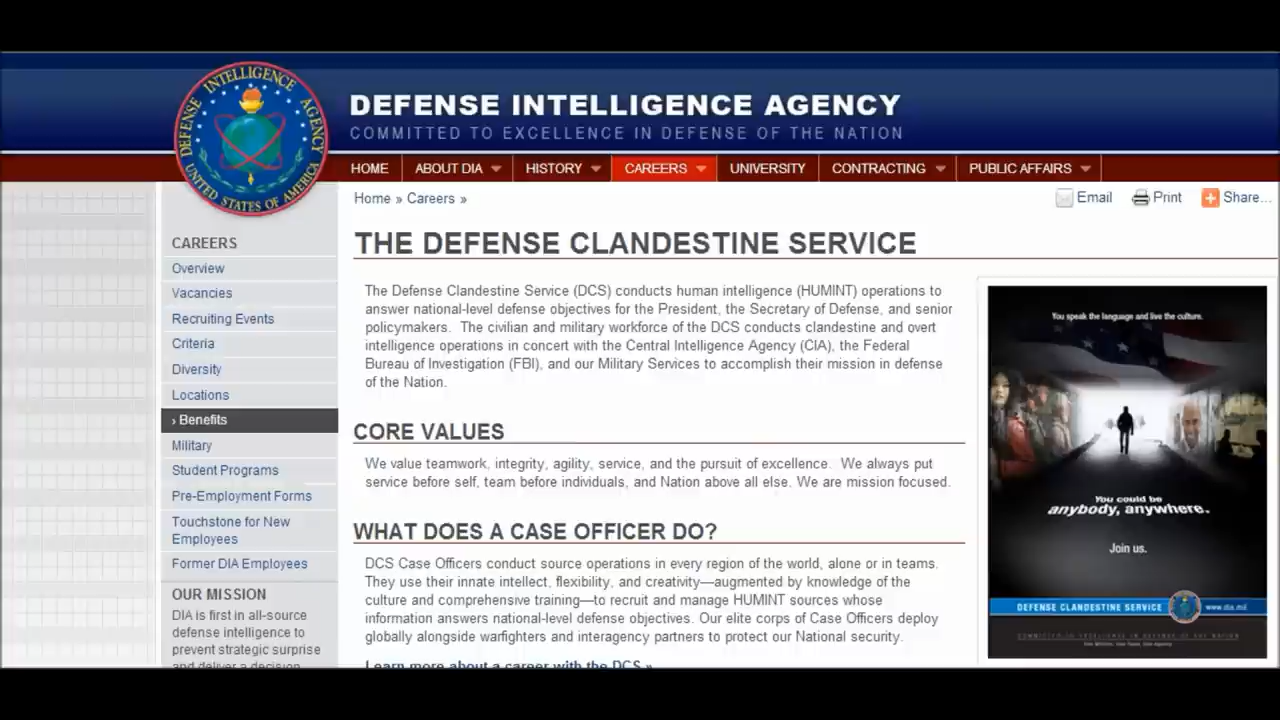 DEFENSE INTELLIGENCE AGENCY
UNITED STATES OF AMERICA
DEFENSE INTELLIGENCE AGENCY
COMMITTED TO EXCELLENCE IN DEFENSE OF THE NATION
HOME ABOUT DIA HISTORY CAREERS UNIVERSITY CONTRACTING PUBLIC AFFAIRS
Home » Careers »
Email Print Share...
CAREERS
Overview
Vacancies
Recruiting Events
Criteria
Diversity
Locations
› Benefits
Military
Student Programs
Pre-Employment Forms
Touchstone for New
Employees
Former DIA Employees
OUR MISSION
DIA is first in all-source
defense intelligence to
prevent strategic surprise
and deliver a decision
THE DEFENSE CLANDESTINE SERVICE
The Defense Clandestine Service (DCS) conducts human intelligence (HUMINT) operations to
answer national-level defense objectives for the President, the Secretary of Defense, and senior
policymakers. The civilian and military workforce of the DCS conducts clandestine and overt
intelligence operations in concert with the Central Intelligence Agency (CIA), the Federal
Bureau of Investigation (FBI), and our Military Services to accomplish their mission in defense
of the Nation.
CORE VALUES
We value teamwork, integrity, agility, service, and the pursuit of excellence. We always put
service before self, team before individuals, and Nation above all else. We are mission focused.
WHAT DOES A CASE OFFICER DO?
DCS Case Officers conduct source operations in every region of the world, alone or in teams.
They use their innate intellect, flexibility, and creativity—augmented by knowledge of the
culture and comprehensive training—to recruit and manage HUMINT sources whose
information answers national-level defense objectives. Our elite corps of Case Officers deploy
globally alongside warfighters and interagency partners to protect our National security.
Learn more about a career with the DCS »
You speak the language and live the culture.
You could be
anybody, anywhere.
Join us.
DEFENSE CLANDESTINE SERVICE www.dia.mil
COMMITTED TO EXCELLENCE IN DEFENSE OF THE NATION